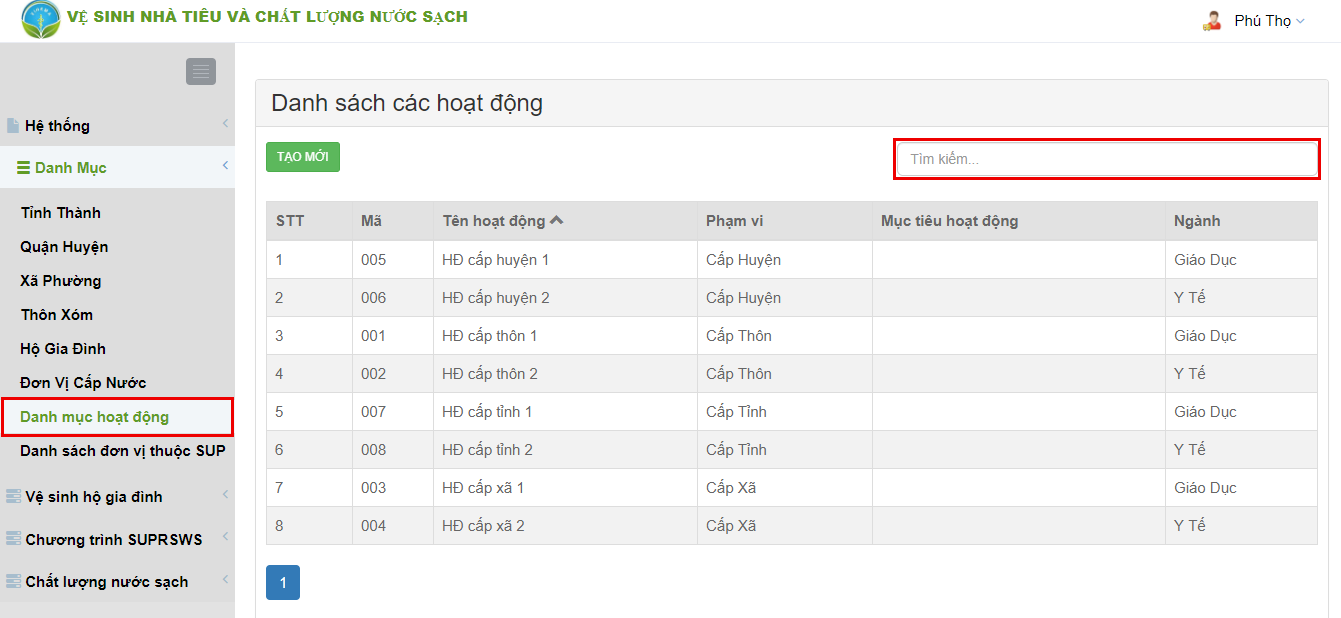 VỆ SINH NHÀ TIÊU VÀ CHẤT LƯỢNG NƯỚC SẠCH
Phú Thọ
Hệ thống
Danh Mục
Tỉnh Thành
Quận Huyện
Xã Phường
Thôn Xóm
Hộ Gia Đình
Đơn Vị Cấp Nước
Danh mục hoạt động
Danh sách đơn vị thuộc SUP
Vệ sinh hộ gia đình
Chương trình SUPRSWS
Chất lượng nước sạch
Danh sách các hoạt động
TẠO MỚI
Tìm kiếm...
STT Mã Tên hoạt động Phạm vi Mục tiêu hoạt động Ngành
1 005 HĐ cấp huyện 1 Cấp Huyện Giáo Dục
2 006 HĐ cấp huyện 2 Cấp Huyện Y Tế
3 001 HĐ cấp thôn 1 Cấp Thôn Giáo Dục
4 002 HĐ cấp thôn 2 Cấp Thôn Y Tế
5 007 HĐ cấp tỉnh 1 Cấp Tỉnh Giáo Dục
6 008 HĐ cấp tỉnh 2 Cấp Tỉnh Y Tế
7 003 HĐ cấp xã 1 Cấp Xã Giáo Dục
8 004 HĐ cấp xã 2 Cấp Xã Y Tế
1